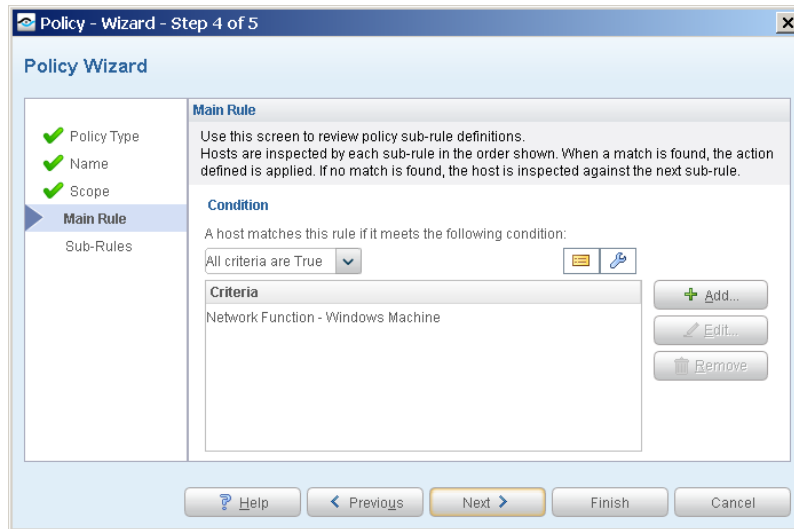 Policy - Wizard - Step 4 of 5
Policy Wizard
Main Rule
Policy Type
Name
Scope
Main Rule
Sub-Rules
Use this screen to review policy sub-rule definitions.
Hosts are inspected by each sub-rule in the order shown. When a match is found, the action
defined is applied. If no match is found, the host is inspected against the next sub-rule.
Condition
A host matches this rule if it meets the following condition:
All criteria are True
Criteria
Network Function - Windows Machine
Add...
Edit...
Remove
Help
Previous
Next
Finish
Cancel